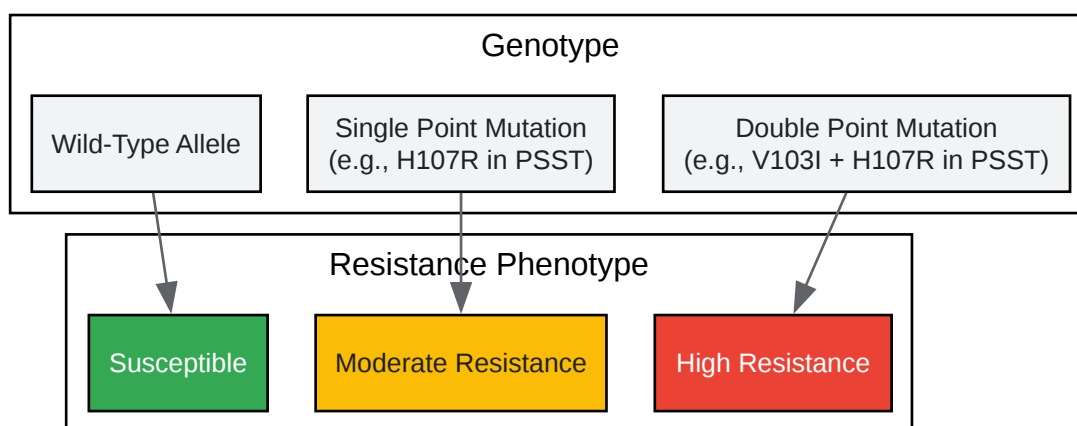 Genotype
Wild-Type Allele
Single Point Mutation
(e.g., H107R in PSST)
Double Point Mutation
(e.g., V103I + H107R in PSST)
Resistance Phenotype
Susceptible
Moderate Resistance
High Resistance